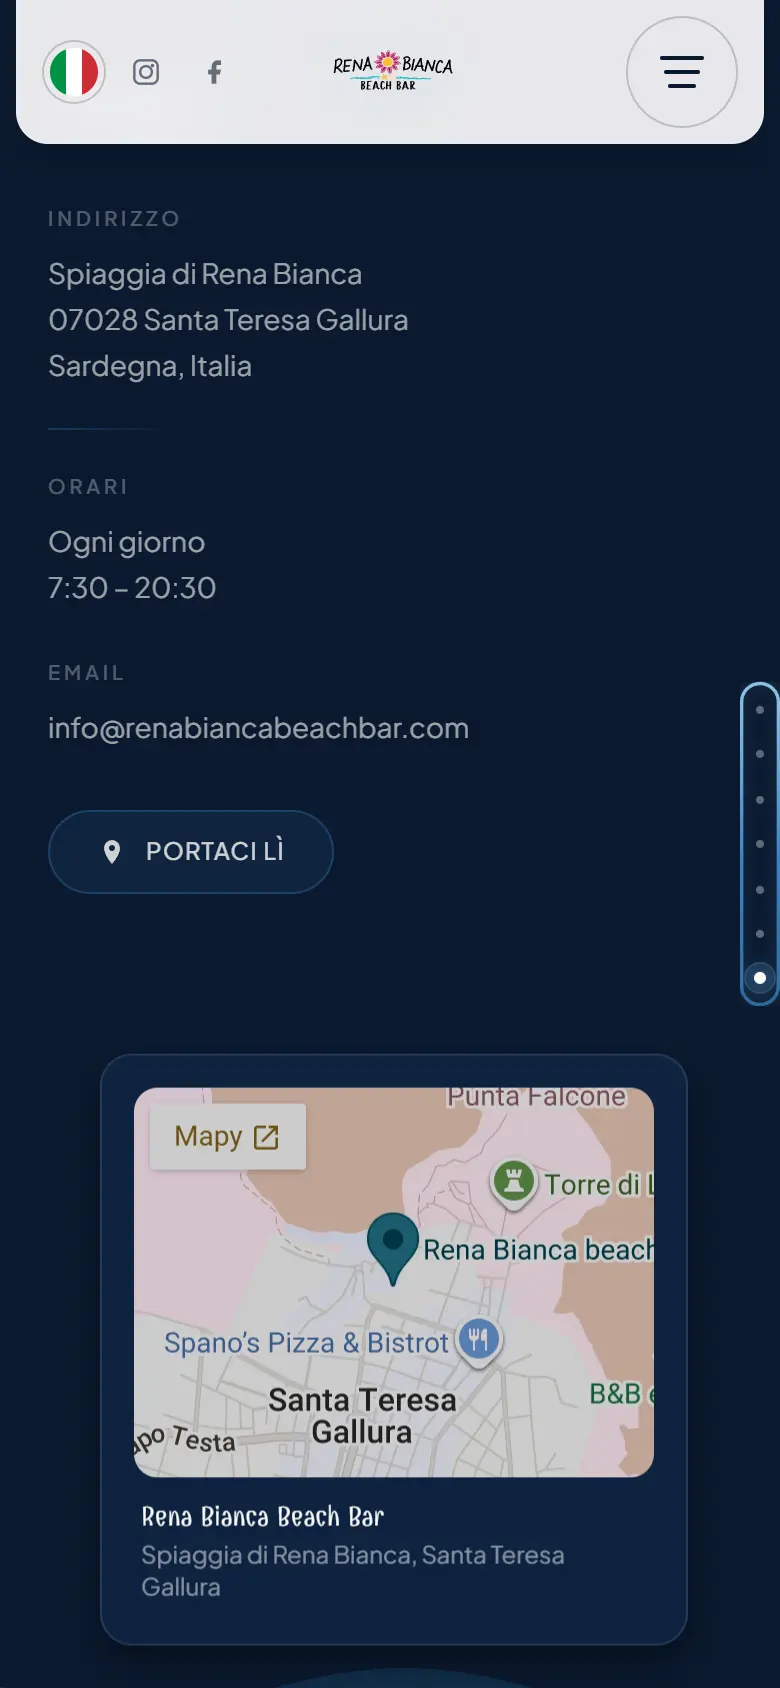 RENA BIANCA
BEACH BAR
INDIRIZZO
Spiaggia di Rena Bianca
07028 Santa Teresa Gallura
Sardegna, Italia
ORARI
Ogni giorno
7:30 – 20:30
EMAIL
info@renabiancabeachbar.com
PORTACI LÌ
Punta Falcone
Mapy
Torre di L
Rena Bianca beach
Spano's Pizza & Bistrot
B&B e
Santa Teresa
Gallura
apo Testa
Rena Bianca Beach Bar
Spiaggia di Rena Bianca, Santa Teresa
Gallura